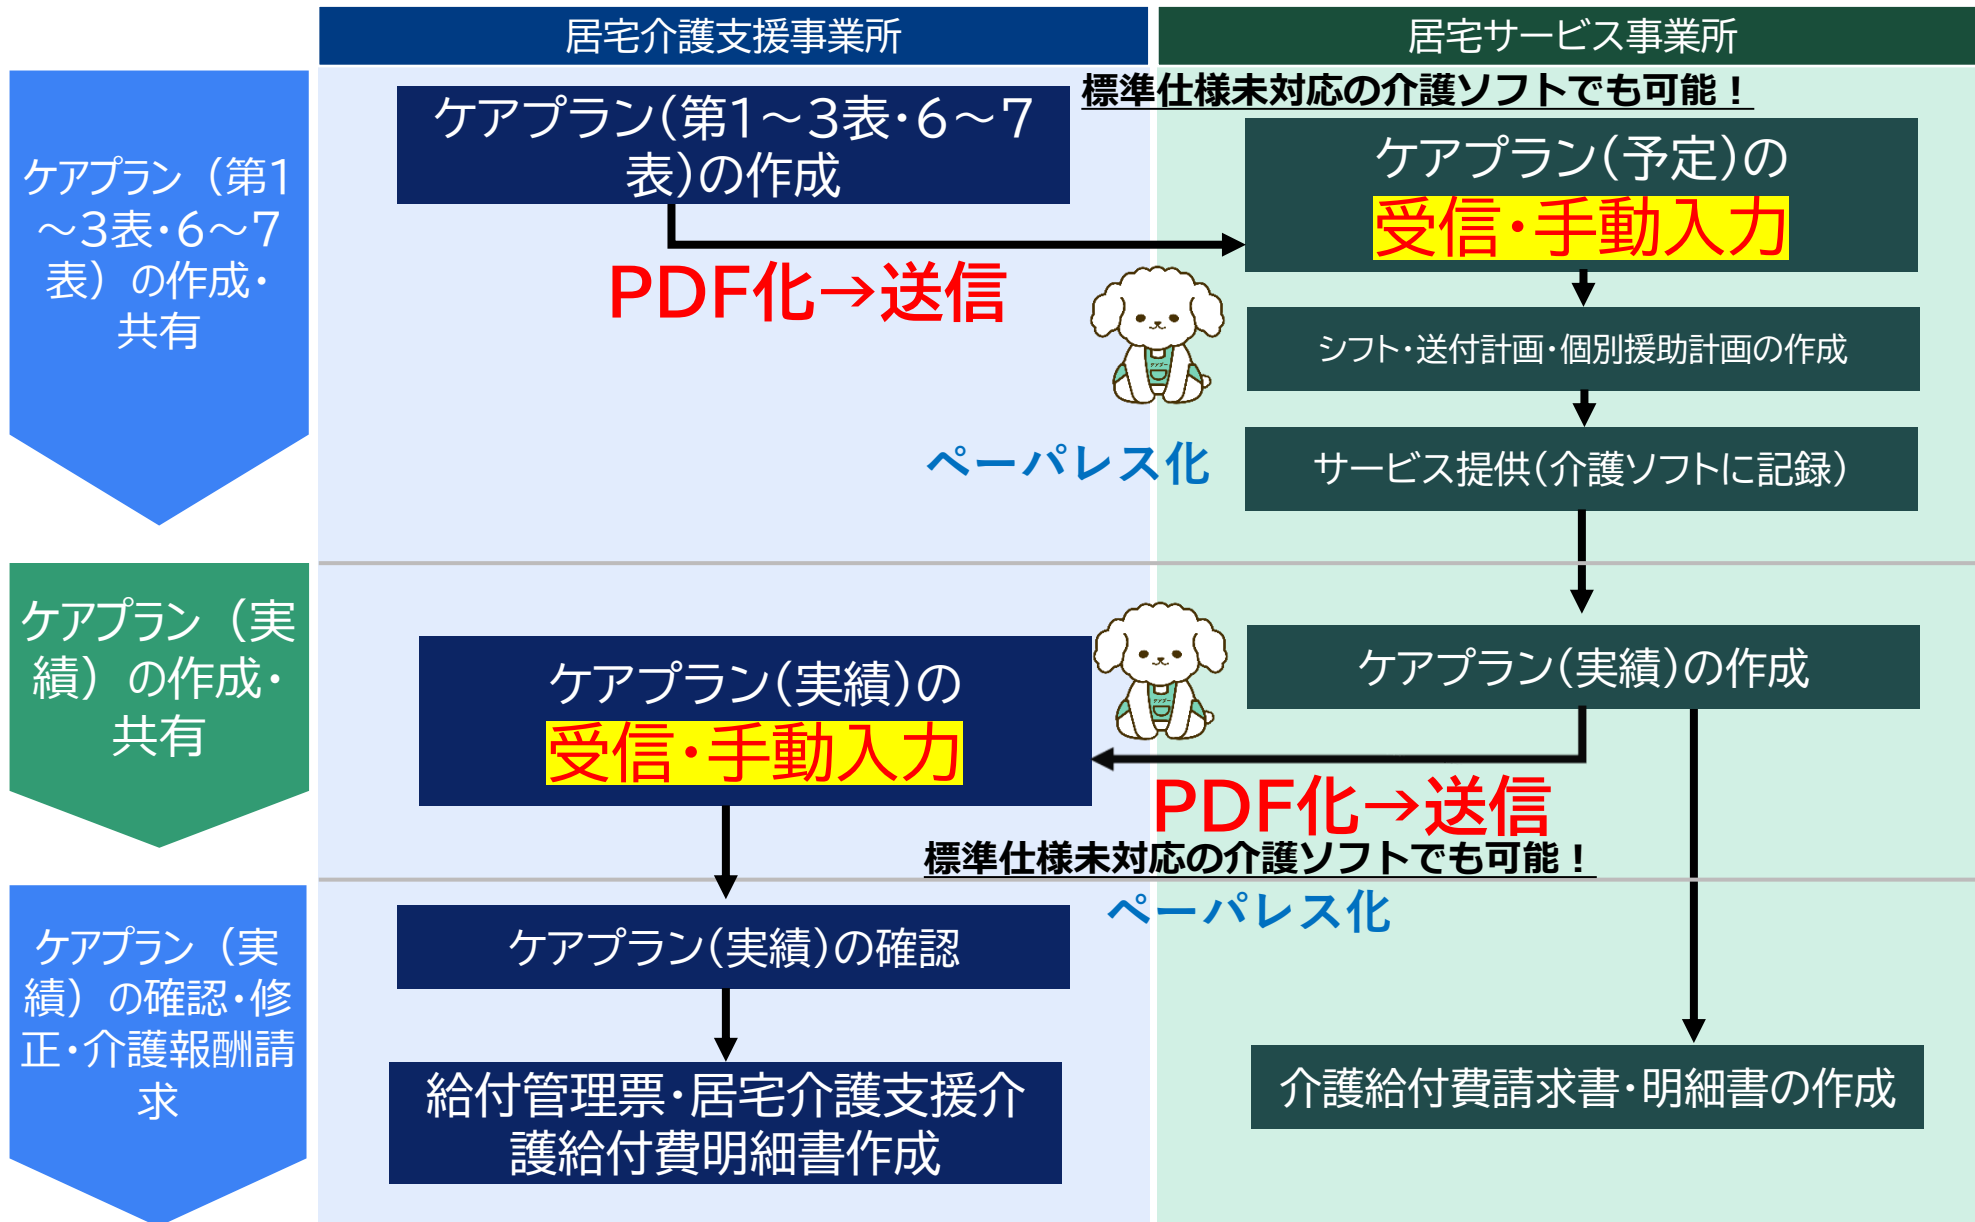 居宅介護支援事業所
居宅サービス事業所
ケアプラン（第1
～3表・6～7
表）の作成・
共有
ケアプラン（第1～3表・6～7
表）の作成
標準仕様未対応の介護ソフトでも可能！
ケアプラン（予定）の
受信・手動入力
PDF化→送信
シフト・送付計画・個別援助計画の作成
ペーパレス化
サービス提供（介護ソフトに記録）
ケアプラン（実
績）の作成・
共有
ケアプラン（実績）の
受信・手動入力
ケアプラン（実績）の作成
PDF化→送信
標準仕様未対応の介護ソフトでも可能！
ペーパレス化
ケアプラン（実
績）の確認・修
正・介護報酬請
求
ケアプラン（実績）の確認
給付管理票・居宅介護支援介
護給付費明細書作成
介護給付費請求書・明細書の作成